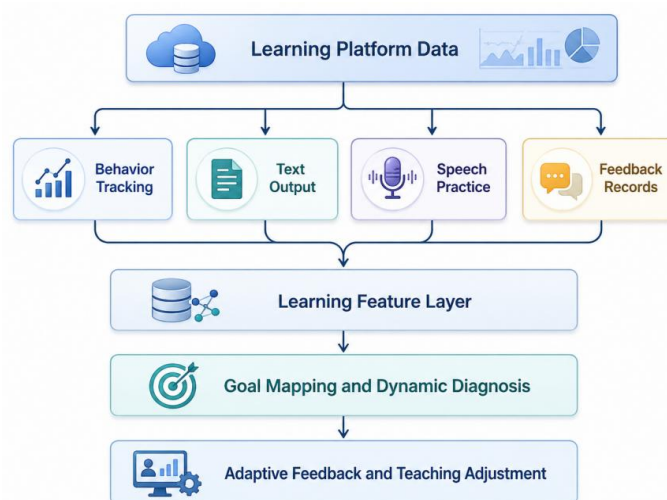 Learning Platform Data
Behavior
Tracking
Text
Output
Speech
Practice
Feedback
Records
Learning Feature Layer
Goal Mapping and Dynamic Diagnosis
Adaptive Feedback and Teaching Adjustment